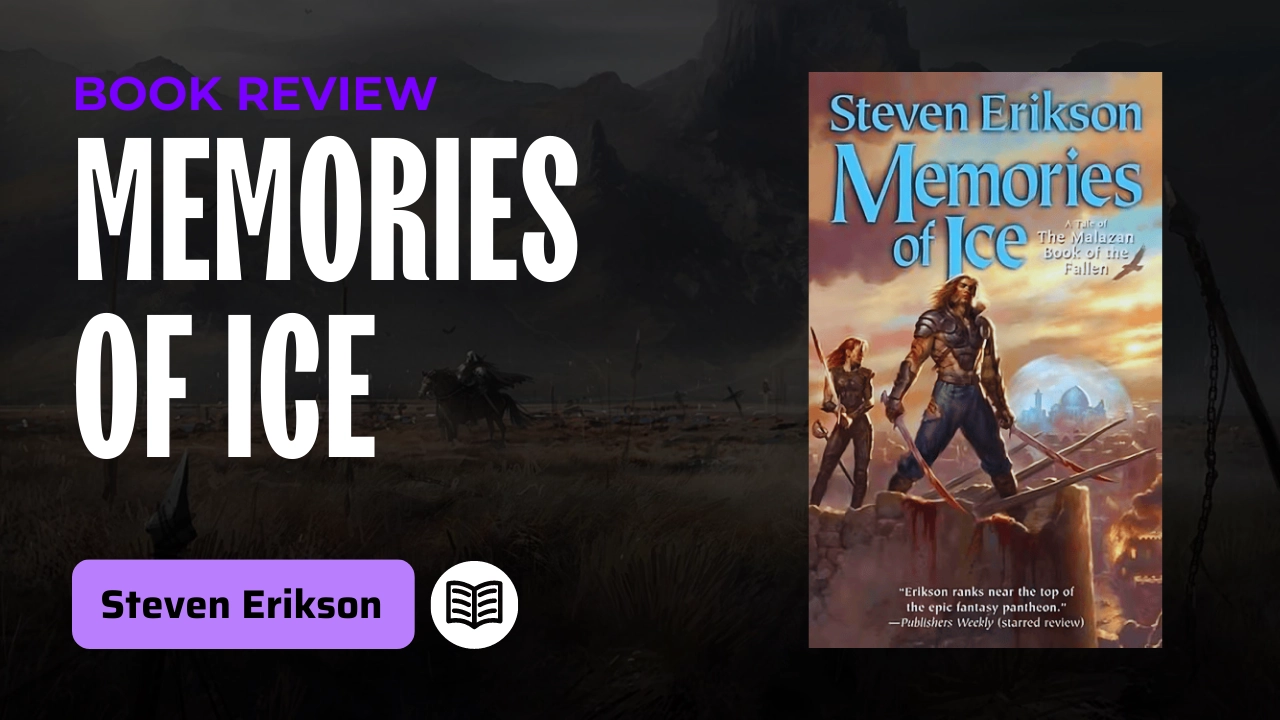 BOOK REVIEW
MEMORIES
OF ICE
Steven Erikson
Steven Erikson
Memories
of Ice
A Tale of
The Malazan
Book of the
Fallen
“Erikson ranks near the top of
the epic fantasy pantheon.”
—Publishers Weekly (starred review)